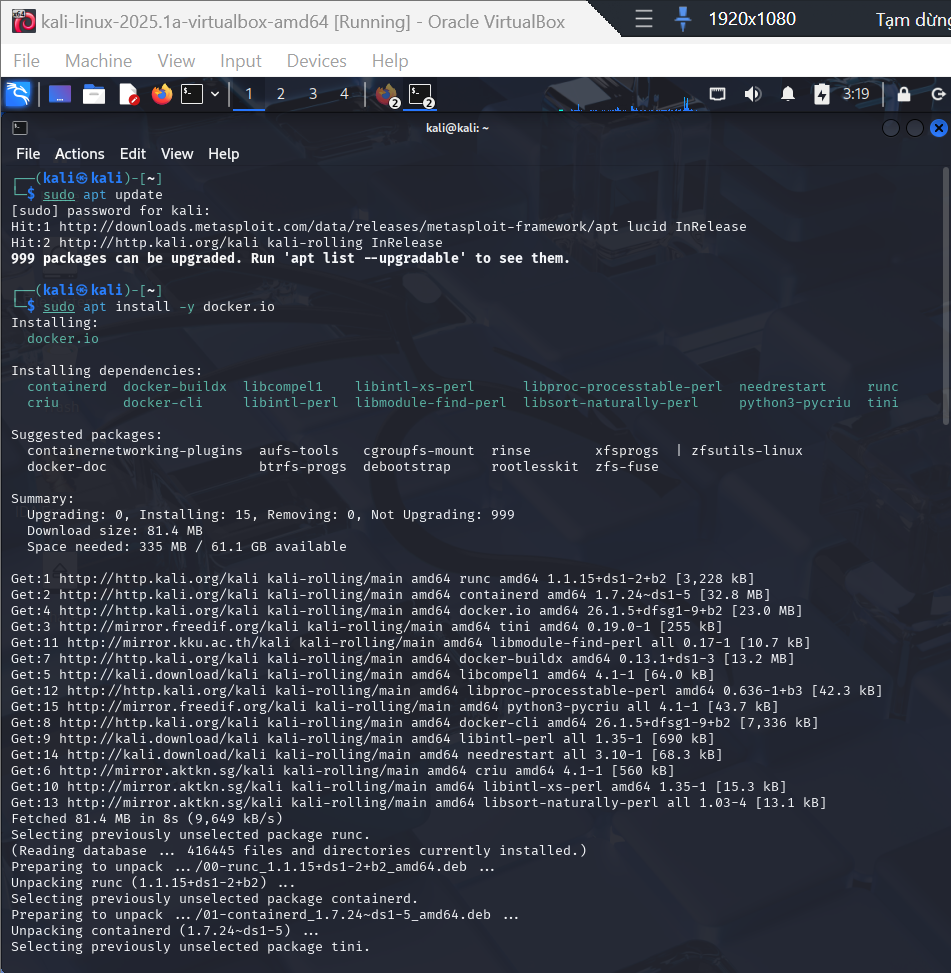 kali-linux-2025.1a-virtualbox-amd64 [Running] - Oracle VirtualBox
1920x1080
Tạm dừng
File Machine View Input Devices Help
1 2 3 4 2 2 3:19
kali@kali: ~
File Actions Edit View Help
┌──(kali㉿kali)-[~]
└─$ sudo apt update
[sudo] password for kali:
Hit:1 http://downloads.metasploit.com/data/releases/metasploit-framework/apt lucid InRelease
Hit:2 http://http.kali.org/kali kali-rolling InRelease
999 packages can be upgraded. Run 'apt list --upgradable' to see them.
┌──(kali㉿kali)-[~]
└─$ sudo apt install -y docker.io
Installing:
docker.io
Installing dependencies:
containerd docker-buildx libcompel1 libintl-xs-perl libproc-processtable-perl needrestart runc
criu docker-cli libintl-perl libmodule-find-perl libsort-naturally-perl python3-pycriu tini
Suggested packages:
containernetworking-plugins aufs-tools cgroupfs-mount rinse xfsprogs | zfsutils-linux
docker-doc btrfs-progs debootstrap rootlesskit zfs-fuse
Summary:
Upgrading: 0, Installing: 15, Removing: 0, Not Upgrading: 999
Download size: 81.4 MB
Space needed: 335 MB / 61.1 GB available
Get:1 http://http.kali.org/kali kali-rolling/main amd64 runc amd64 1.1.15+ds1-2+b2 [3,228 kB]
Get:2 http://http.kali.org/kali kali-rolling/main amd64 containerd amd64 1.7.24~ds1-5 [32.8 MB]
Get:4 http://http.kali.org/kali kali-rolling/main amd64 docker.io amd64 26.1.5+dfsg1-9+b2 [23.0 MB]
Get:3 http://mirror.freedif.org/kali kali-rolling/main amd64 tini amd64 0.19.0-1 [255 kB]
Get:11 http://mirror.kku.ac.th/kali kali-rolling/main amd64 libmodule-find-perl all 0.17-1 [10.7 kB]
Get:7 http://http.kali.org/kali kali-rolling/main amd64 docker-buildx amd64 0.13.1+ds1-3 [13.2 MB]
Get:5 http://kali.download/kali kali-rolling/main amd64 libcompel1 amd64 4.1-1 [64.0 kB]
Get:12 http://http.kali.org/kali kali-rolling/main amd64 libproc-processtable-perl amd64 0.636-1+b3 [42.3 kB]
Get:15 http://mirror.freedif.org/kali kali-rolling/main amd64 python3-pycriu all 4.1-1 [43.7 kB]
Get:8 http://http.kali.org/kali kali-rolling/main amd64 docker-cli amd64 26.1.5+dfsg1-9+b2 [7,336 kB]
Get:9 http://kali.download/kali kali-rolling/main amd64 libintl-perl all 1.35-1 [690 kB]
Get:14 http://kali.download/kali kali-rolling/main amd64 needrestart all 3.10-1 [68.3 kB]
Get:6 http://mirror.aktkn.sg/kali kali-rolling/main amd64 criu amd64 4.1-1 [560 kB]
Get:10 http://mirror.aktkn.sg/kali kali-rolling/main amd64 libintl-xs-perl amd64 1.35-1 [15.3 kB]
Get:13 http://mirror.aktkn.sg/kali kali-rolling/main amd64 libsort-naturally-perl all 1.03-4 [13.1 kB]
Fetched 81.4 MB in 8s (9,649 kB/s)
Selecting previously unselected package runc.
(Reading database ... 416445 files and directories currently installed.)
Preparing to unpack .../00-runc_1.1.15+ds1-2+b2_amd64.deb ...
Unpacking runc (1.1.15+ds1-2+b2) ...
Selecting previously unselected package containerd.
Preparing to unpack .../01-containerd_1.7.24~ds1-5_amd64.deb ...
Unpacking containerd (1.7.24~ds1-5) ...
Selecting previously unselected package tini.